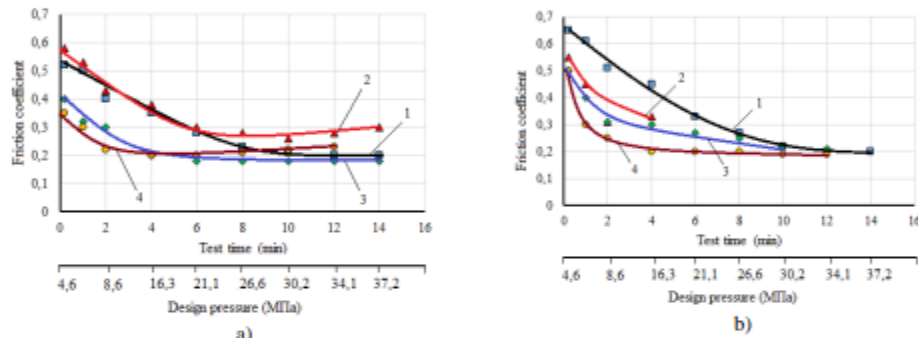 0,7
0,6
0,5
0,4
0,3
0,2
0,1
0
Friction coefficient
2
1
3
4
0 2 4 6 8 10 12 14 16
Test time (min)
4,6 8,6 16,3 21,1 26,6 30,2 34,1 37,2
Design pressure (МПа)
a)
0,7
0,6
0,5
0,4
0,3
0,2
0,1
0
Friction coefficient
2
1
3
4
0 2 4 6 8 10 12 14 16
Test time (min)
4,6 8,6 16,3 21,1 26,6 30,2 34,1 37,2
Design pressure (МПа)
b)